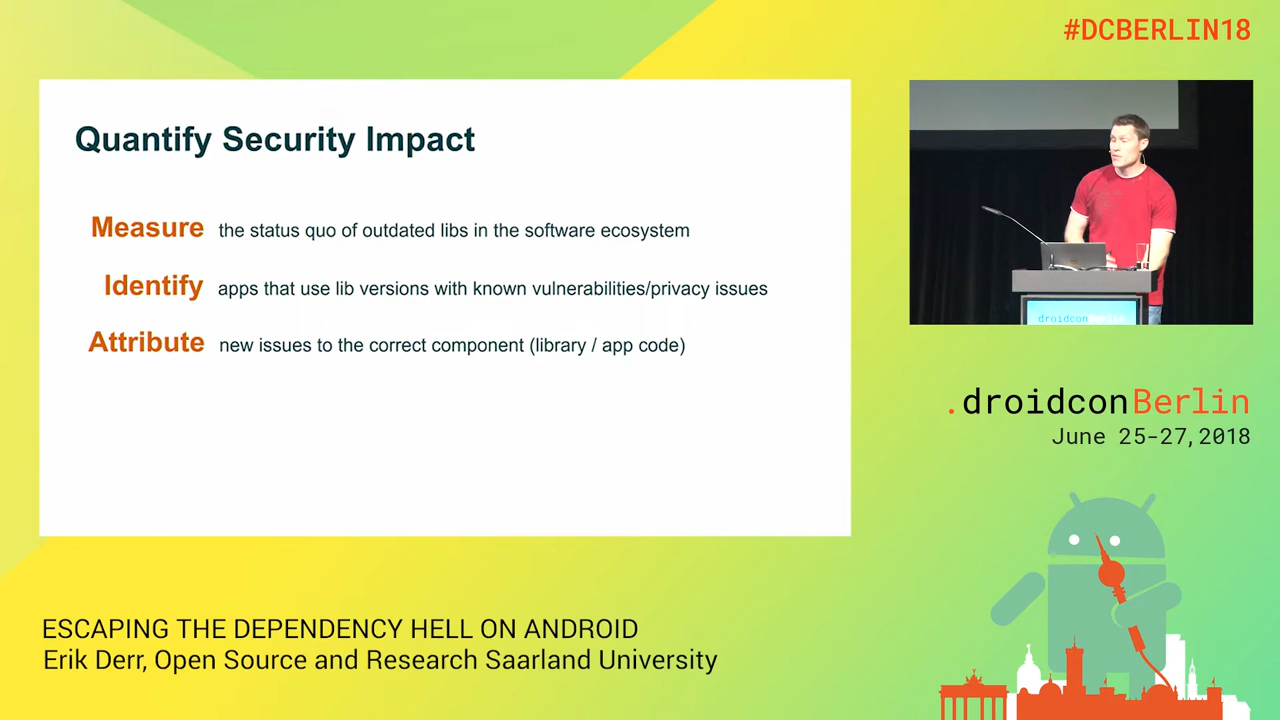 #DCBERLIN18
Quantify Security Impact
Measure the status quo of outdated libs in the software ecosystem
Identify apps that use lib versions with known vulnerabilities/privacy issues
Attribute new issues to the correct component (library / app code)
droidcon Berlin
.droidconBerlin
June 25-27, 2018
ESCAPING THE DEPENDENCY HELL ON ANDROID
Erik Derr, Open Source and Research Saarland University